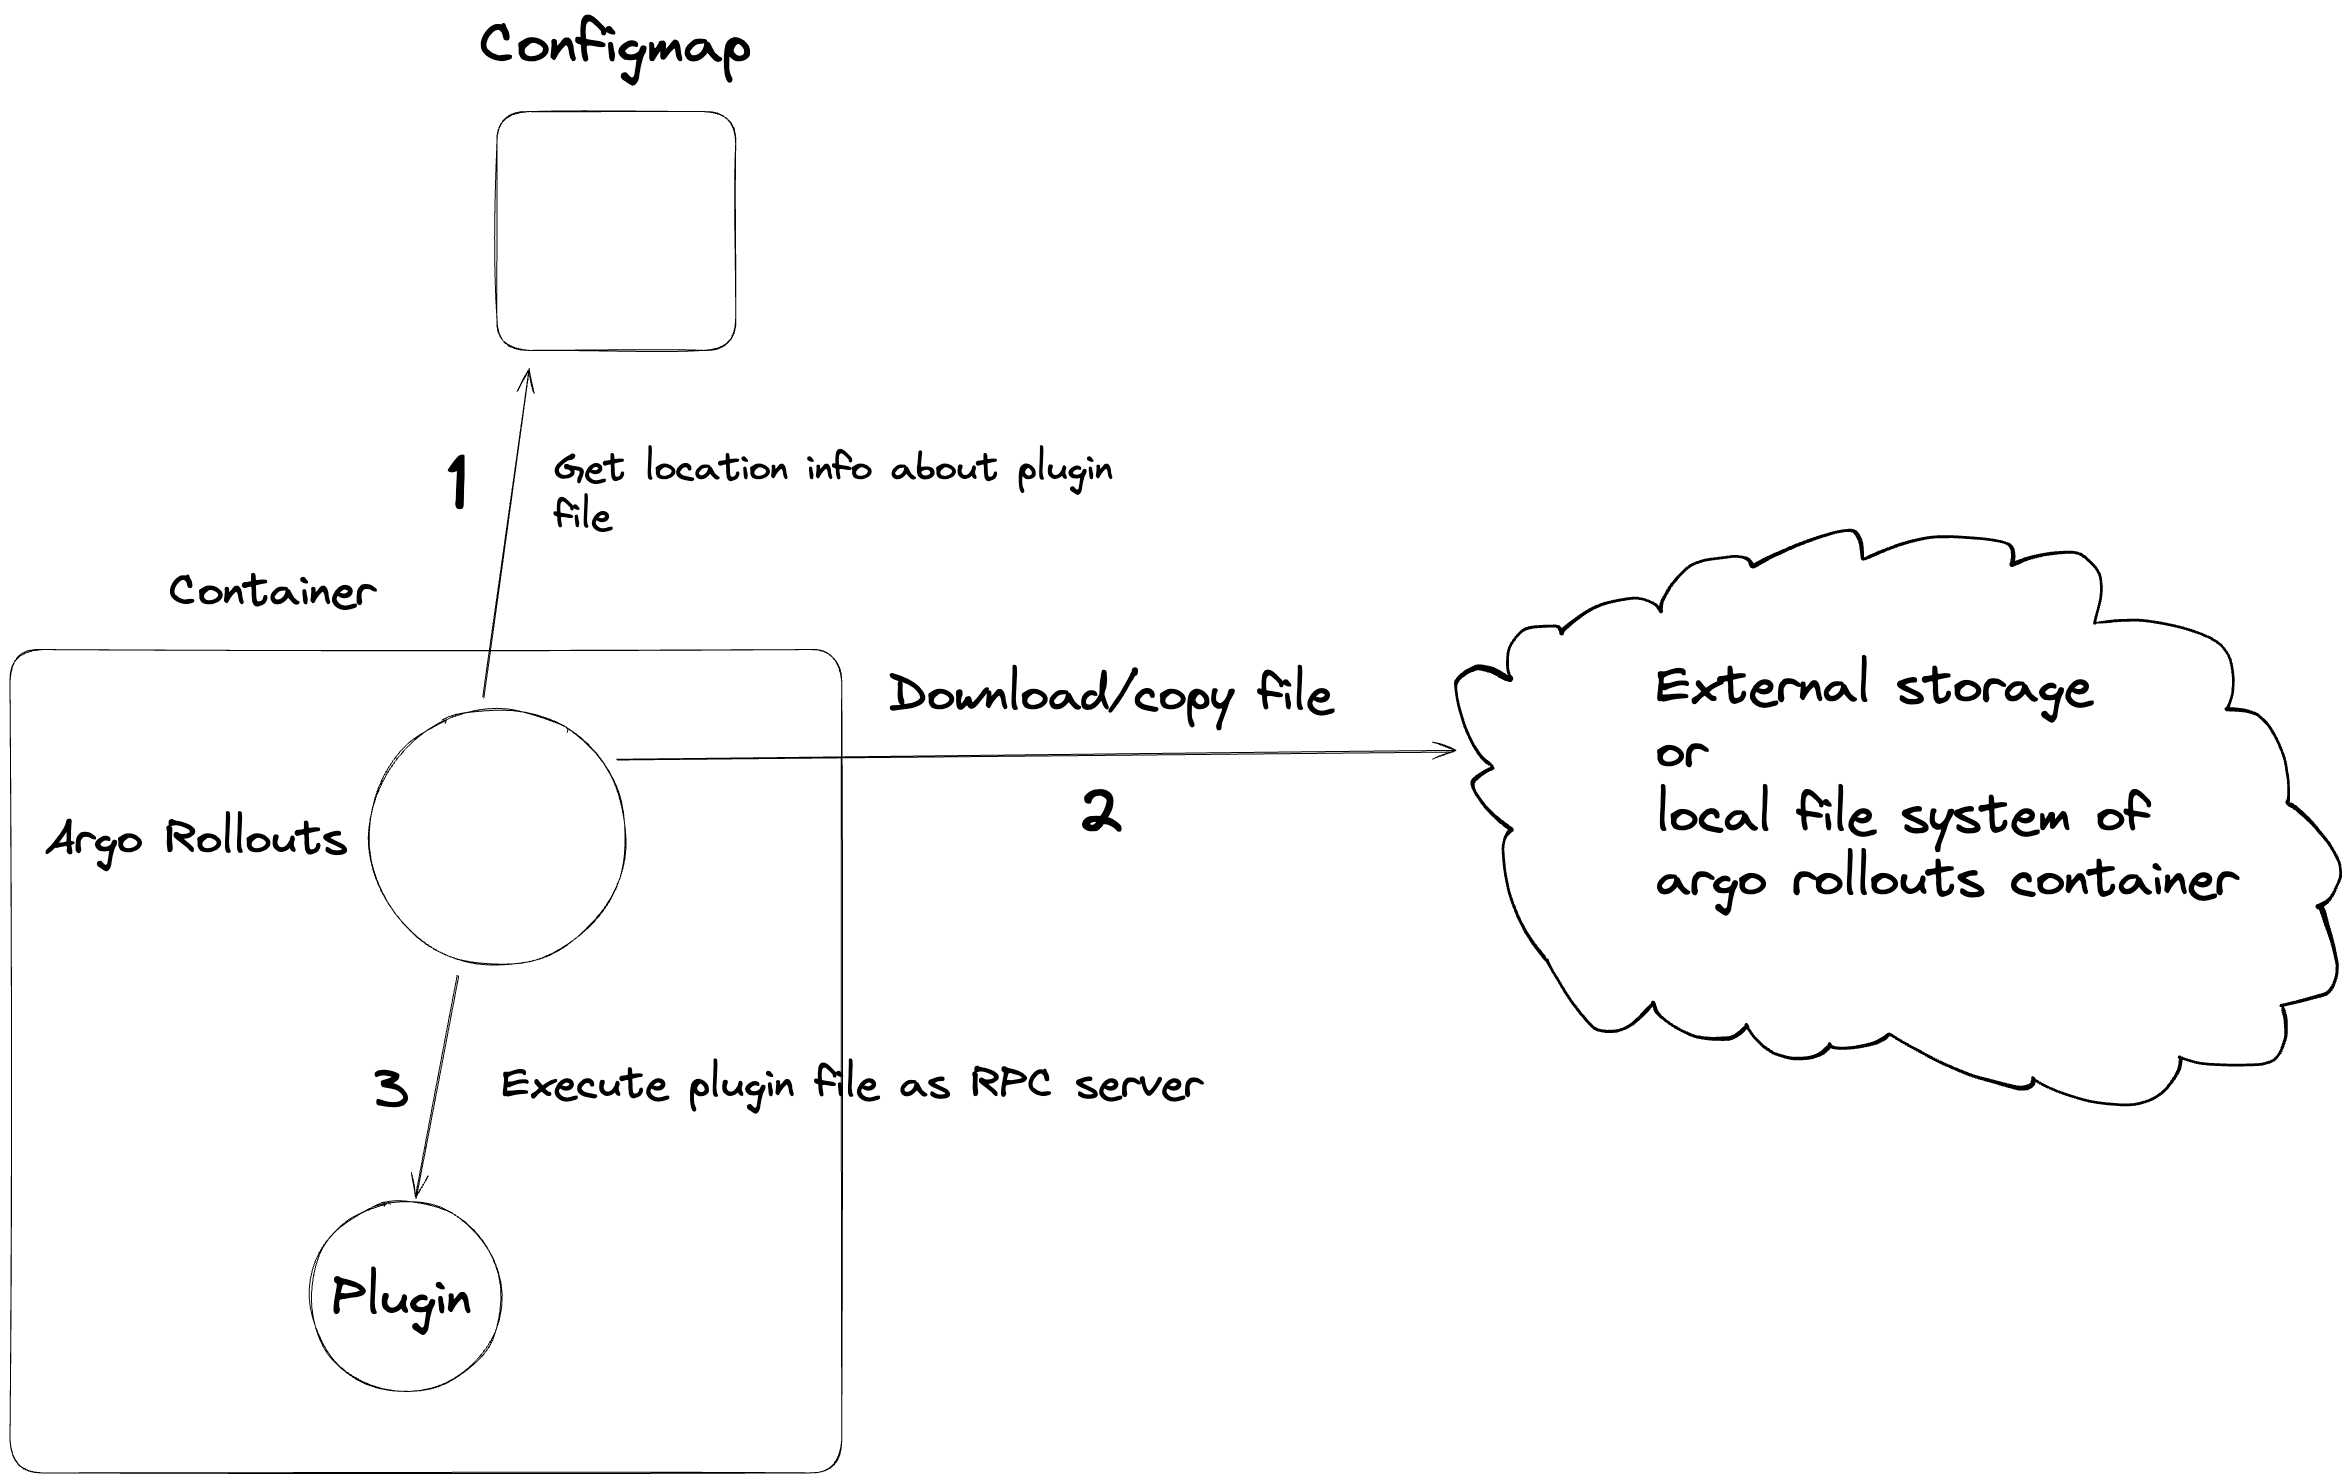 Configmap
1
Get location info about plugin
file
Container
Download/copy file
2
External storage
or
local file system of
argo rollouts container
Argo Rollouts
3
Execute plugin file as RPC server
Plugin